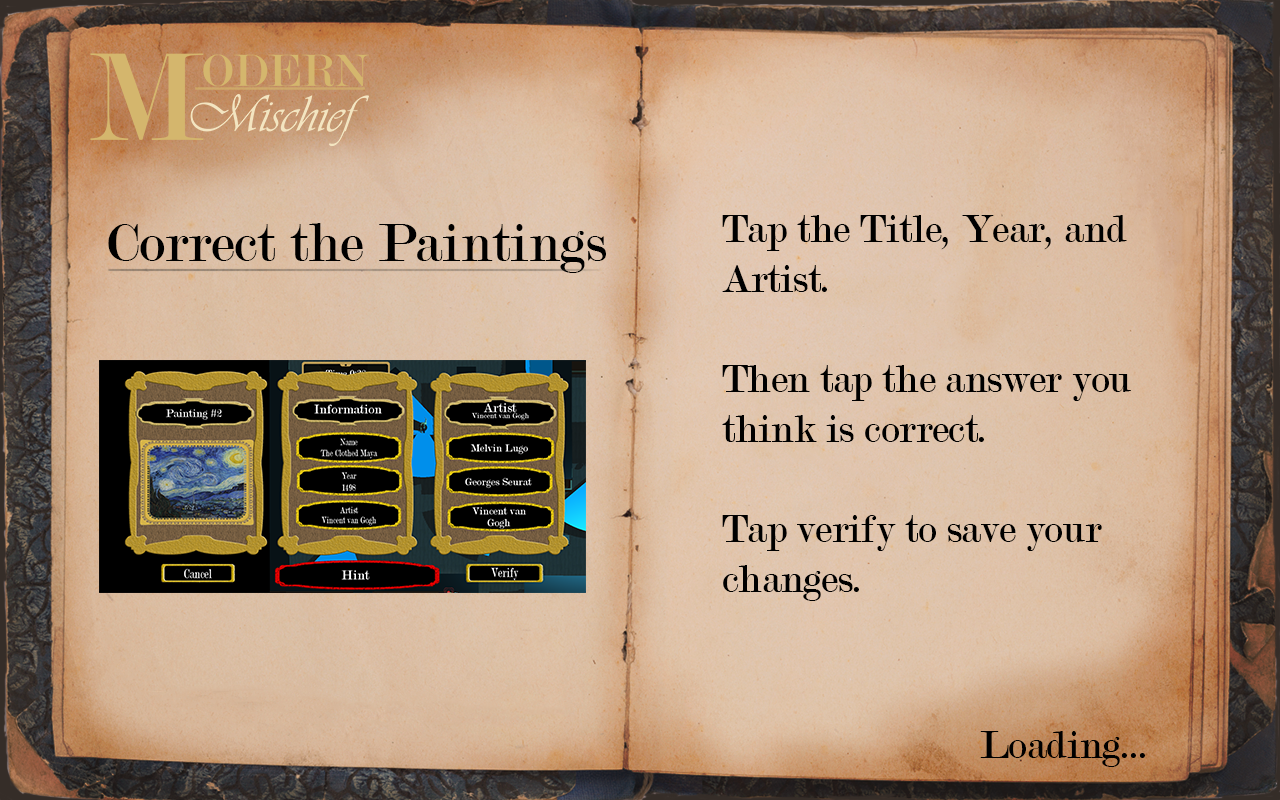 MODERN
Mischief
Correct the Paintings
Painting #2
Cancel
Information
Name
The Clothed Maya
Year
1498
Artist
Vincent van Gogh
Hint
Artist
Vincent van Gogh
Melvin Lugo
Georges Seurat
Vincent van
Gogh
Verify
Tap the Title, Year, and
Artist.
Then tap the answer you
think is correct.
Tap verify to save your
changes.
Loading...